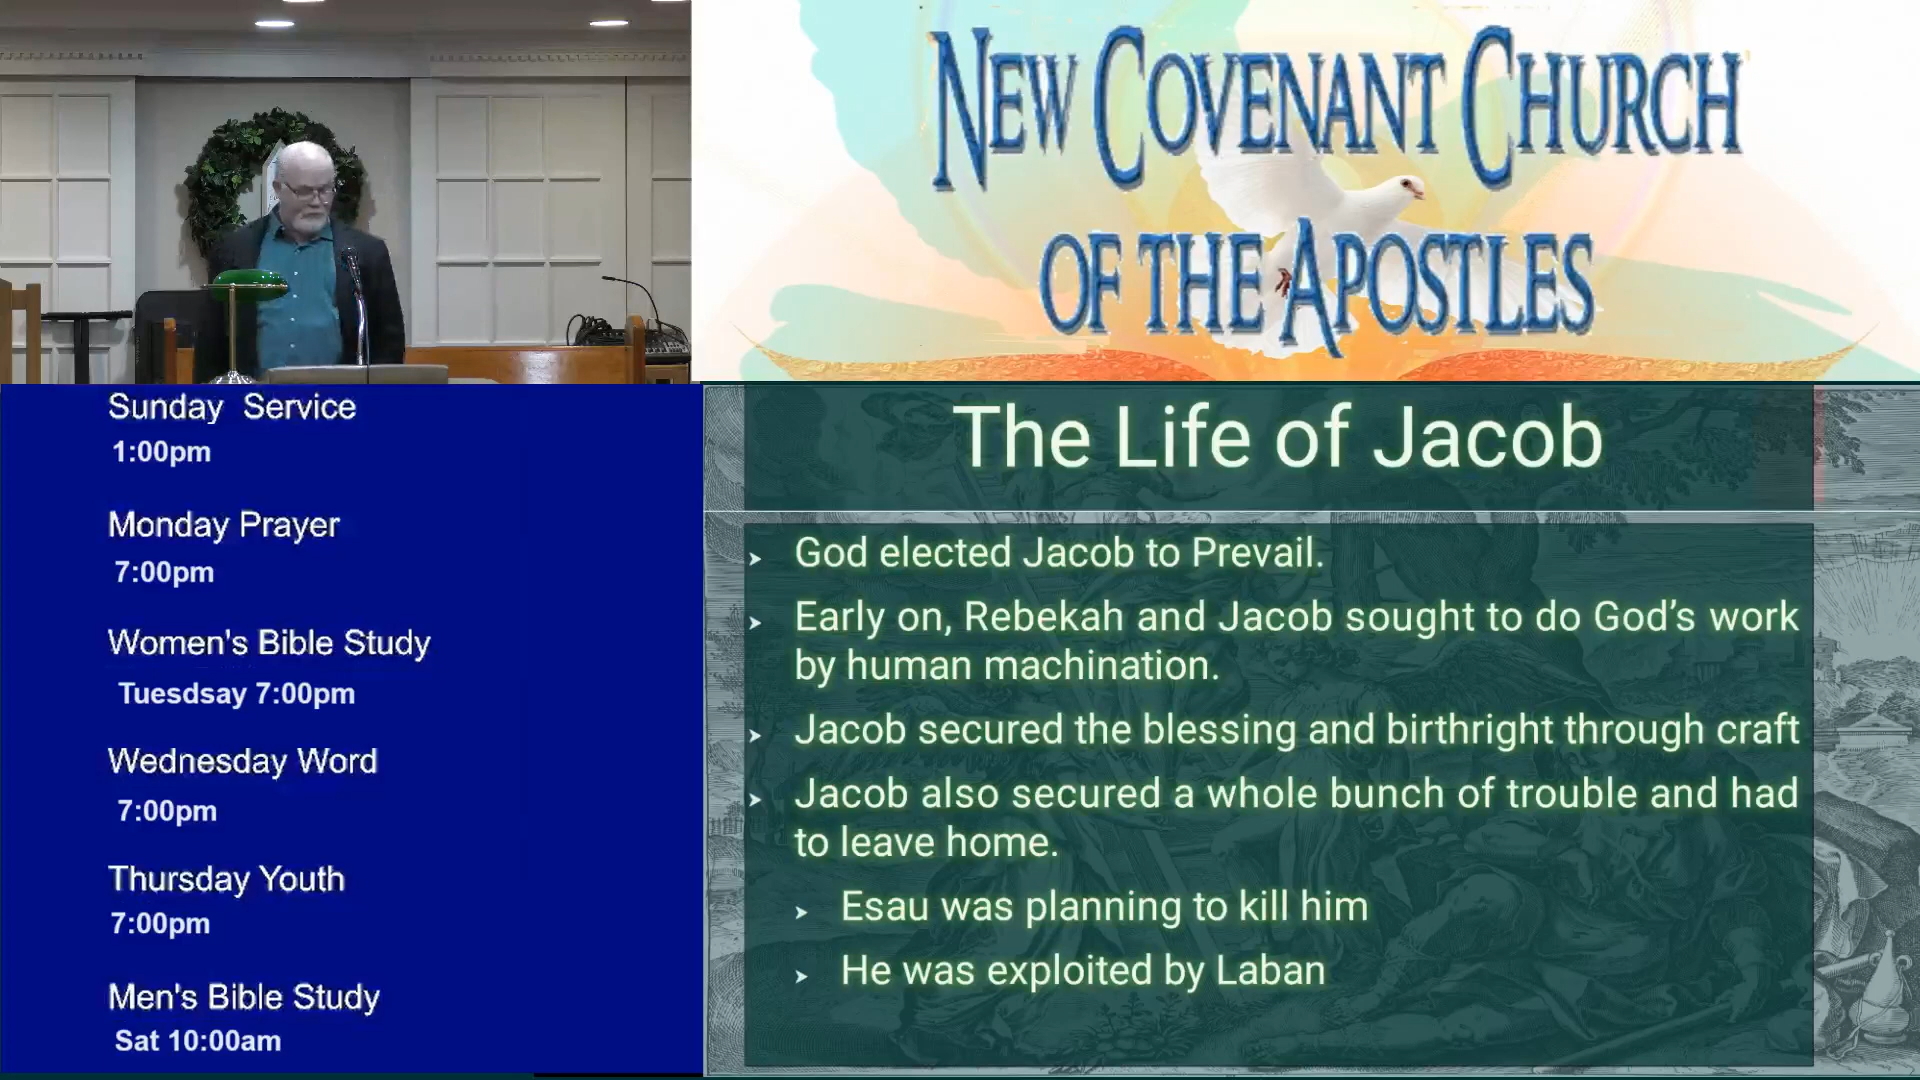 NEW COVENANT CHURCH
OF THE APOSTLES
Sunday Service
1:00pm
Monday Prayer
7:00pm
Women's Bible Study
Tuesdsay 7:00pm
Wednesday Word
7:00pm
Thursday Youth
7:00pm
Men's Bible Study
Sat 10:00am
The Life of Jacob
God elected Jacob to Prevail.
Early on, Rebekah and Jacob sought to do God’s work
by human machination.
Jacob secured the blessing and birthright through craft
Jacob also secured a whole bunch of trouble and had
to leave home.
Esau was planning to kill him
He was exploited by Laban